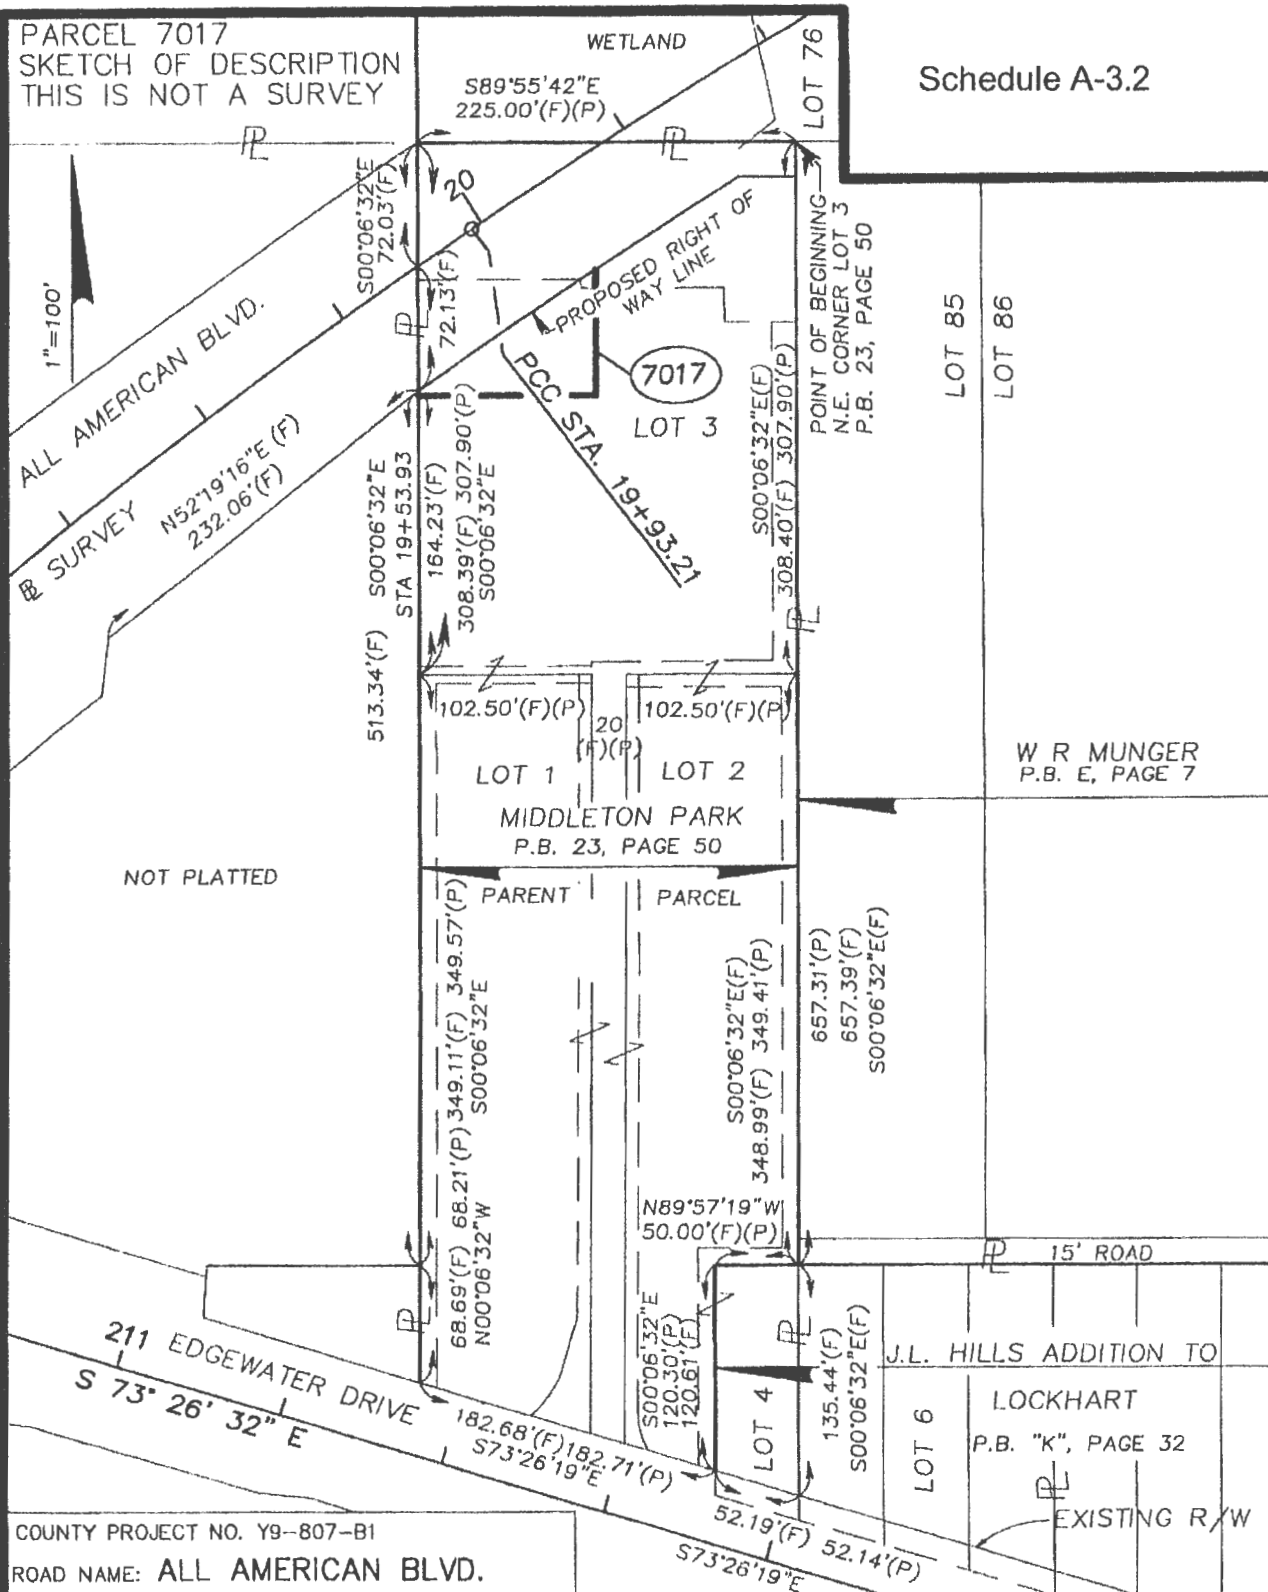 PARCEL 7017
SKETCH OF DESCRIPTION
THIS IS NOT A SURVEY
Schedule A-3.2
WETLAND
LOT 76
S89°55'42"E
225.00'(F)(P)
PL
PL
1"=100'
S00°06'32"E
72.03'(F)
20
72.13'(F)
PL
PROPOSED RIGHT OF
WAY LINE
POINT OF BEGINNING
N.E. CORNER LOT 3
P.B. 23, PAGE 50
LOT 85
LOT 86
ALL AMERICAN BLVD.
BL SURVEY
N52°19'16"E (F)
232.06'(F)
7017
LOT 3
PCC STA. 19+93.21
S00°06'32"E(F)
308.40'(F) 307.90'(P)
PL
513.34'(F) S00°06'32"E
STA 19+53.93
164.23'(F)
308.39'(F) 307.90'(P)
S00°06'32"E
102.50'(F)(P)
20
(F)(P)
102.50'(F)(P)
LOT 1
LOT 2
MIDDLETON PARK
P.B. 23, PAGE 50
W R MUNGER
P.B. E, PAGE 7
NOT PLATTED
PARENT
PARCEL
68.69'(F) 68.21'(P) 349.11'(F) 349.57'(P)
N00°06'32"W S00°06'32"E
S00°06'32"E(F)
348.99'(F) 349.41'(P)
657.31'(P)
657.39'(F)
S00°06'32"E(F)
N89°57'19"W
50.00'(F)(P)
15' ROAD
PL
PL
S00°06'32"E
120.30'(P)
120.61'(F)
PL
LOT 4
135.44'(F)
S00°06'32"E(F)
J.L. HILLS ADDITION TO
LOCKHART
P.B. "K", PAGE 32
LOT 6
PL
EXISTING R/W
211 EDGEWATER DRIVE
S 73° 26' 32" E
182.68'(F)182.71'(P)
S73°26'19"E
52.19'(F) 52.14'(P)
S73°26'19"E
COUNTY PROJECT NO. Y9-807-B1
ROAD NAME: ALL AMERICAN BLVD.